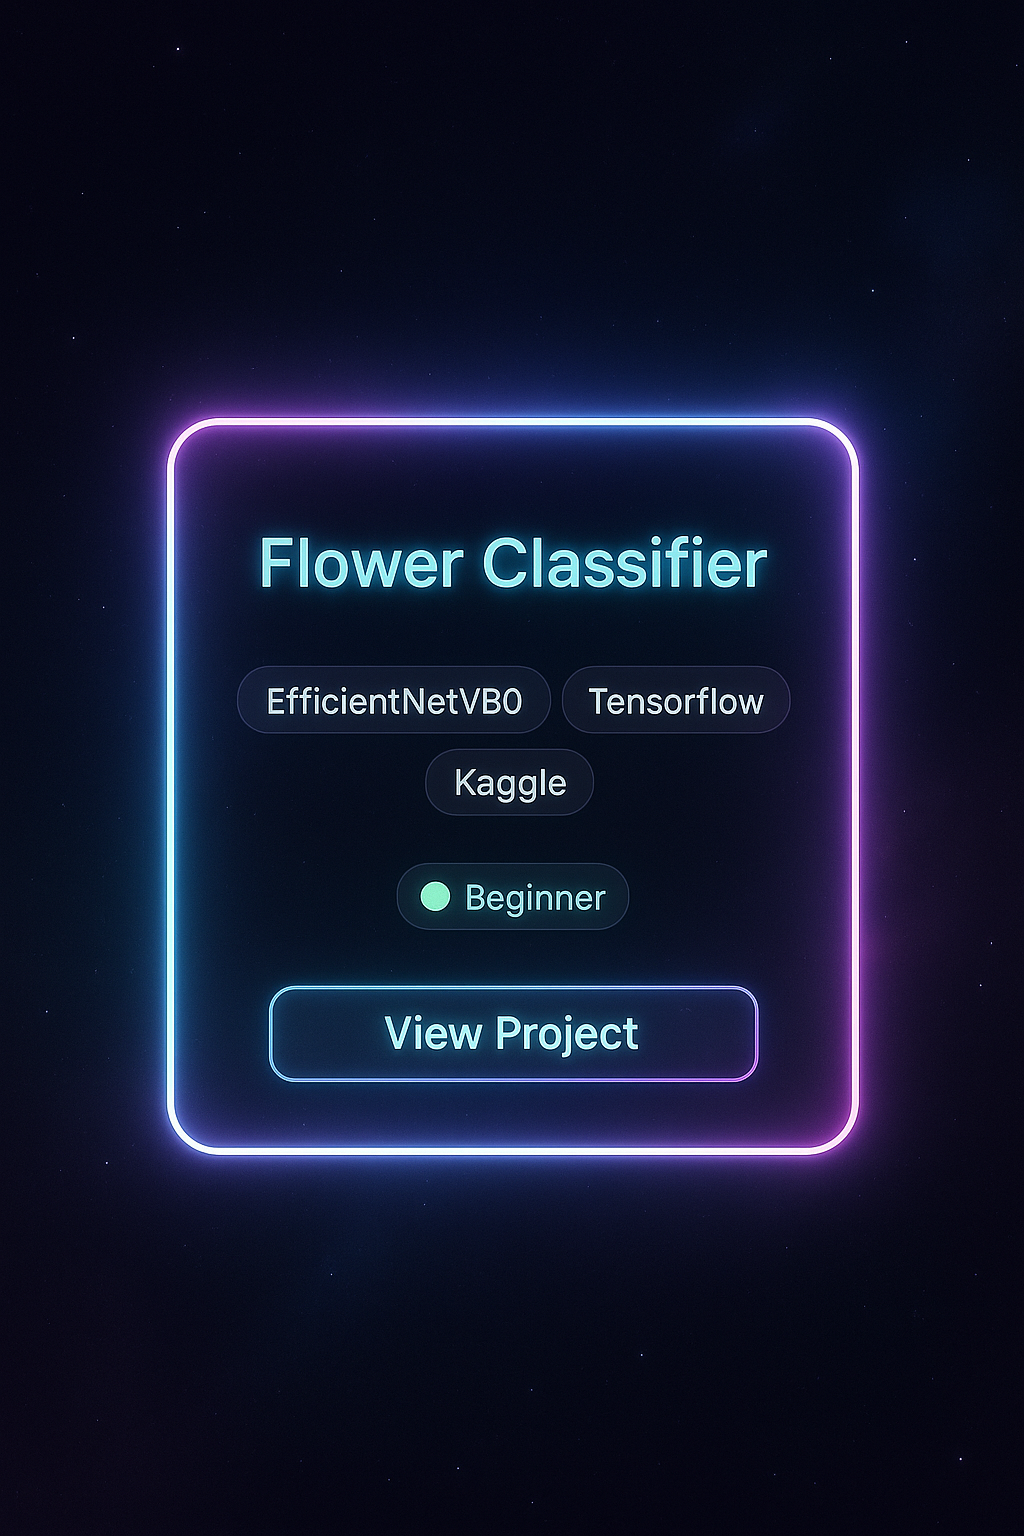 Flower Classifier
EfficientNetVB0 Tensorflow
Kaggle
Beginner
View Project